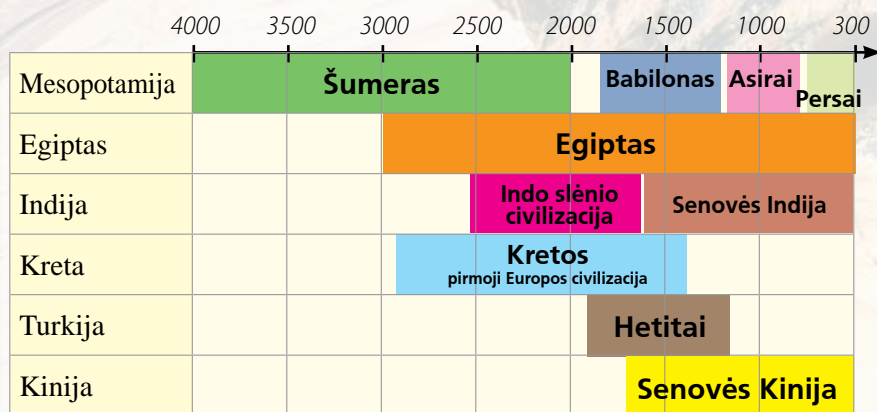 4000 3500 3000 2500 2000 1500 1000 300
Mesopotamija Šumeras Babilonas Asirai Persai
Egiptas Egiptas
Indija Indo slėnio civilizacija Senovės Indija
Kreta Kretos
pirmoji Europos civilizacija
Turkija Hetitai
Kinija Senovės Kinija